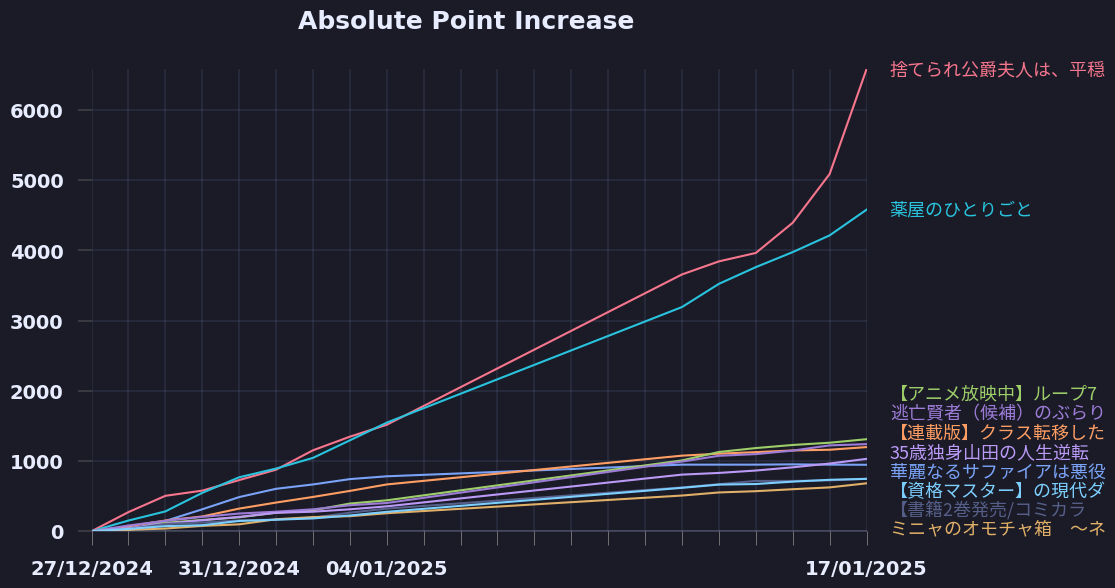 Absolute Point Increase
捨てられ公爵夫人は、平穏
6000
5000
薬屋のひとりごと
4000
3000
2000
【アニメ放映中】ループ7
逃亡賢者（候補）のぶらり
【連載版】クラス転移した
1000
35歳独身山田の人生逆転
華麗なるサファイアは悪役
【資格マスター】の現代ダ
【書籍2巻発売/コミカラ
ミニャのオモチャ箱　～ネ
0
27/12/2024
31/12/2024
04/01/2025
17/01/2025